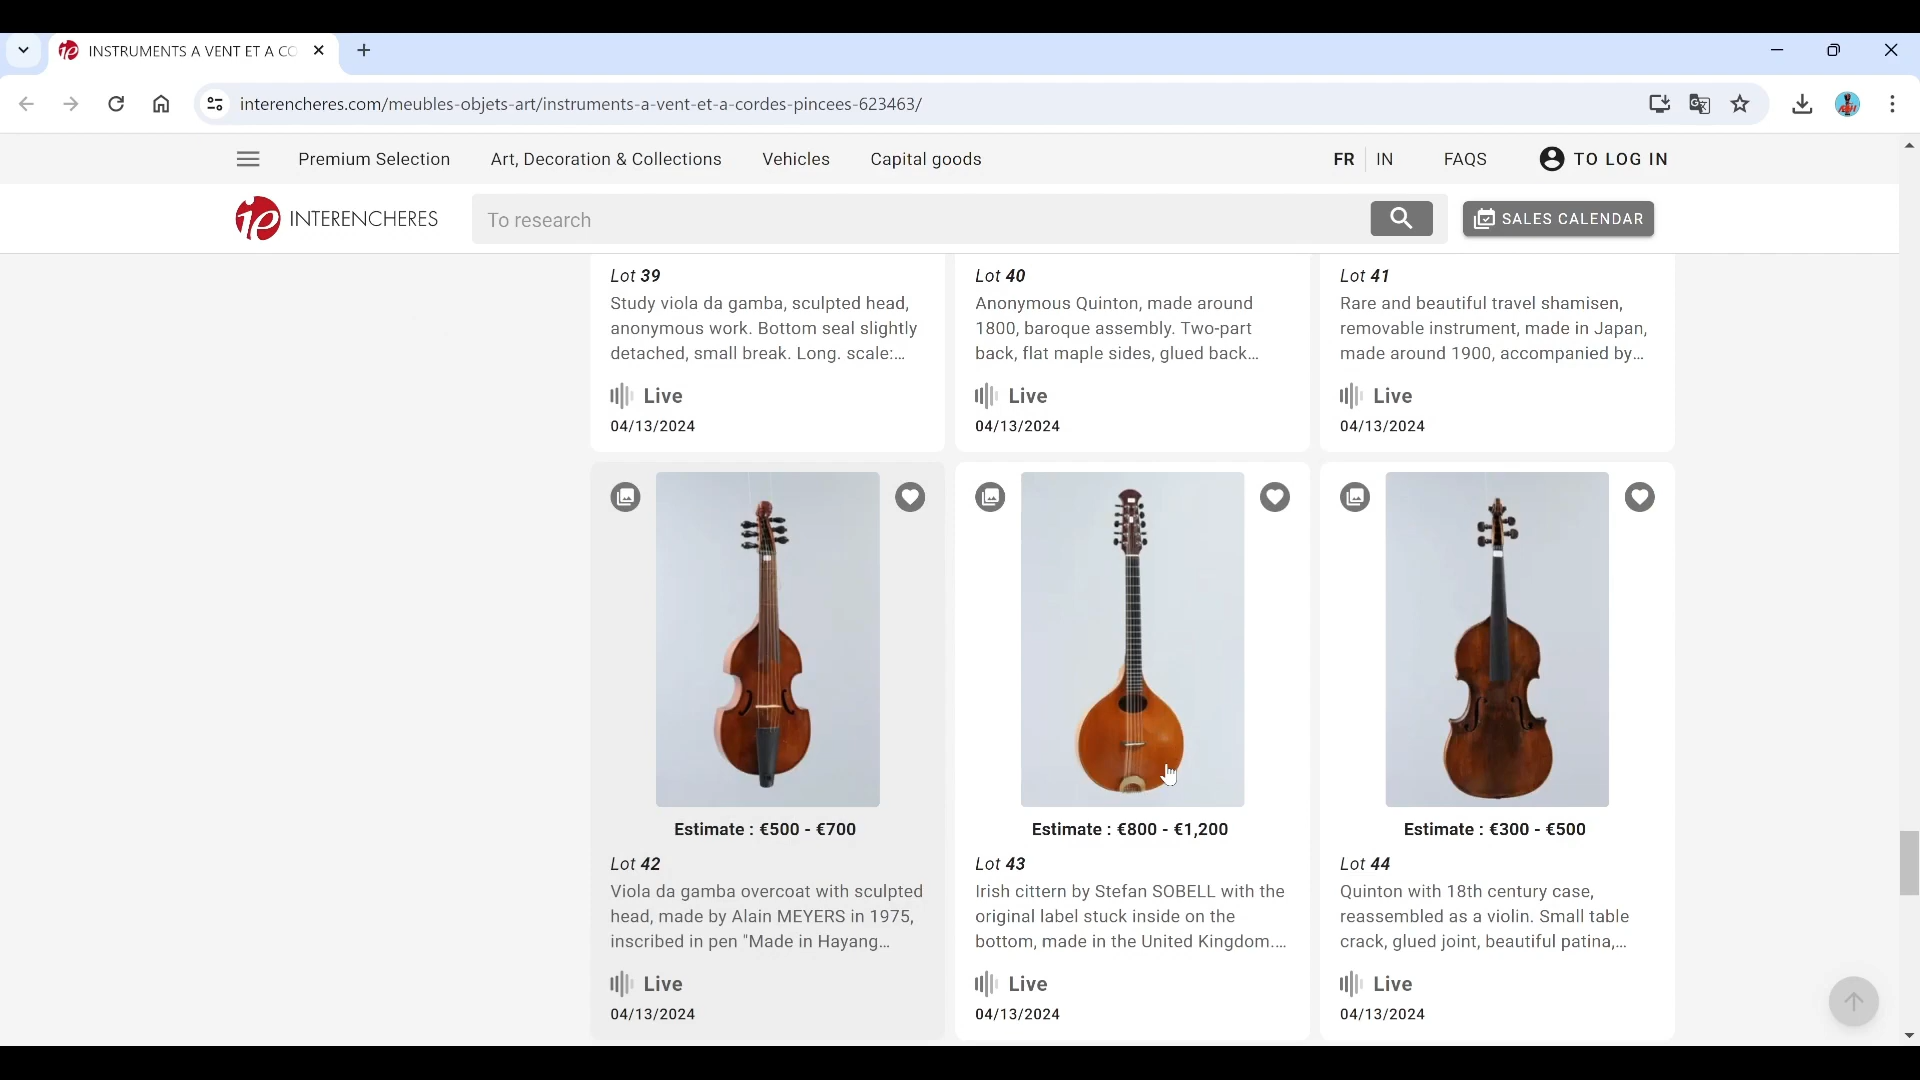 INSTRUMENTS A VENT ET A CO
interencheres.com/meubles-objets-art/instruments-a-vent-et-a-cordes-pincees-623463/
Premium Selection Art, Decoration & Collections Vehicles Capital goods FR IN FAQS TO LOG IN
INTERENCHERES To research SALES CALENDAR
Lot 39
Study viola da gamba, sculpted head,
anonymous work. Bottom seal slightly
detached, small break. Long. scale:...
Live
04/13/2024
Lot 40
Anonymous Quinton, made around
1800, baroque assembly. Two-part
back, flat maple sides, glued back...
Live
04/13/2024
Lot 41
Rare and beautiful travel shamisen,
removable instrument, made in Japan,
made around 1900, accompanied by...
Live
04/13/2024
Estimate : €500 - €700
Lot 42
Viola da gamba overcoat with sculpted
head, made by Alain MEYERS in 1975,
inscribed in pen "Made in Hayang...
Live
04/13/2024
Estimate : €800 - €1,200
Lot 43
Irish cittern by Stefan SOBELL with the
original label stuck inside on the
bottom, made in the United Kingdom....
Live
04/13/2024
Estimate : €300 - €500
Lot 44
Quinton with 18th century case,
reassembled as a violin. Small table
crack, glued joint, beautiful patina,...
Live
04/13/2024